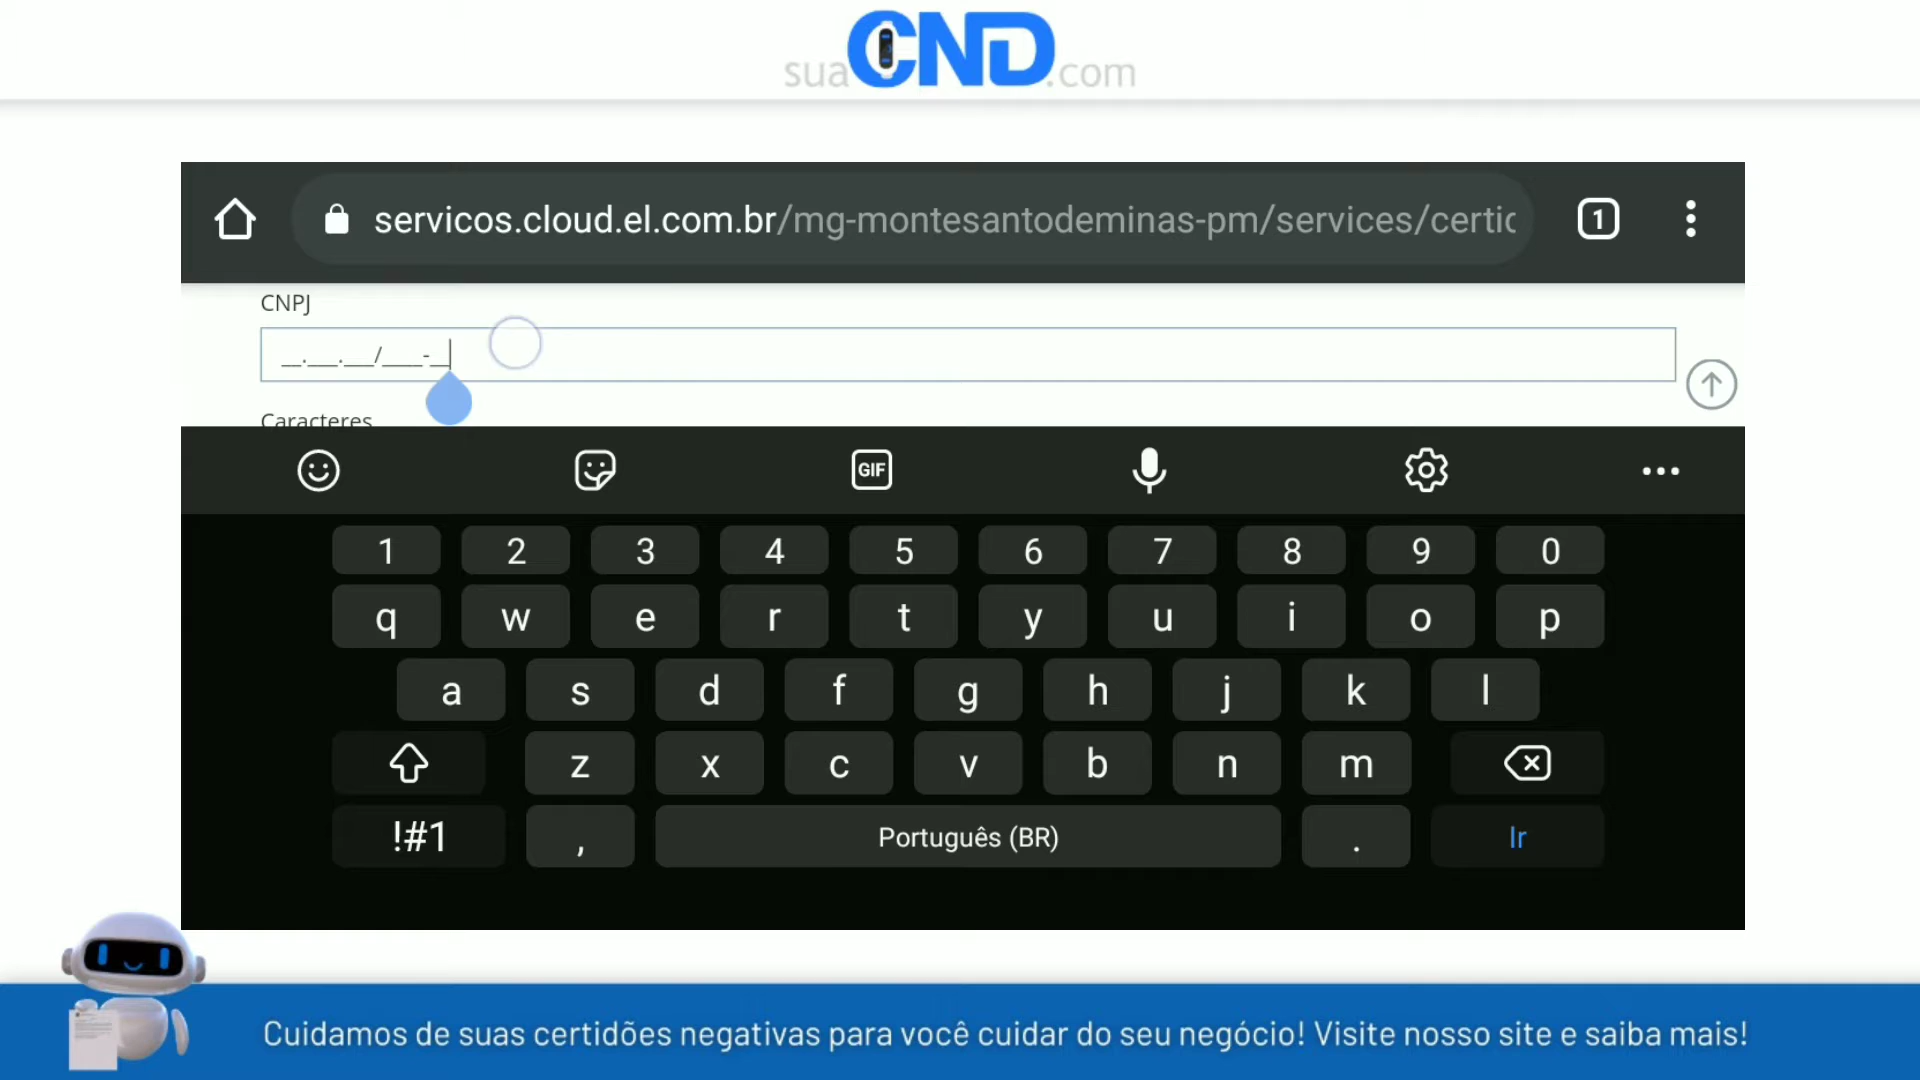 suaCND.com
1
servicos.cloud.el.com.br/mg-montesantodeminas-pm/services/certic
CNPJ
__.___.___/____-__
Caracteres
GIF
1 2 3 4 5 6 7 8 9 0
q w e r t y u i o p
a s d f g h j k l
z x c v b n m
!#1 , Português (BR) . Ir
Cuidamos de suas certidões negativas para você cuidar do seu negócio! Visite nosso site e saiba mais!